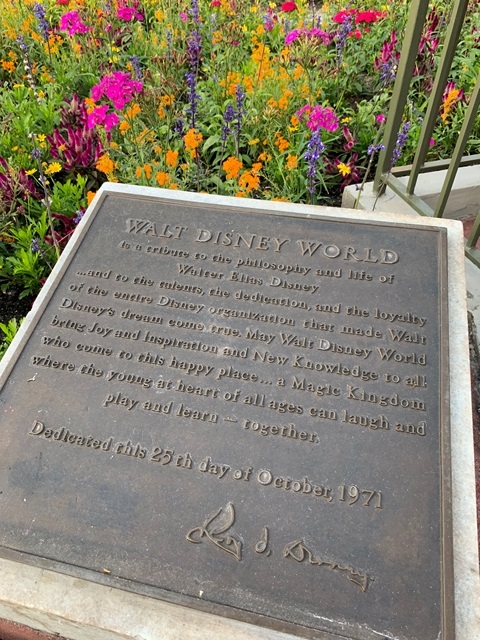 WALT DISNEY WORLD
is a tribute to the philosophy and life of
Walter Elias Disney
...and to the talents, the dedication, and the loyalty
of the entire Disney organization that made Walt
Disney's dream come true. May Walt Disney World
bring Joy and Inspiration and New Knowledge to all
who come to this happy place... a Magic Kingdom
where the young at heart of all ages can laugh and
play and learn — together.
Dedicated this 25th day of October, 1971
Roy O. Disney